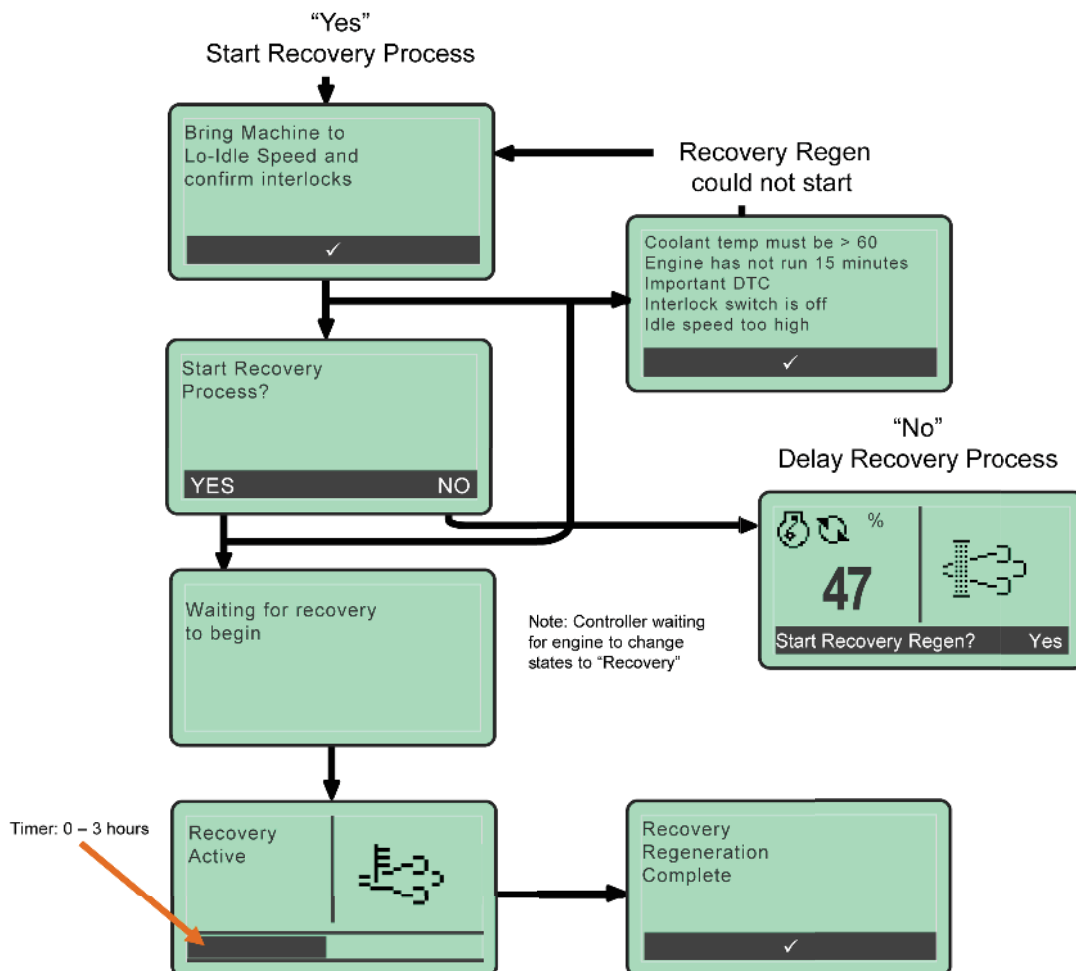 “Yes”
Start Recovery Process
Bring Machine to
Lo-Idle Speed and
confirm interlocks
✓
Recovery Regen
could not start
Coolant temp must be > 60
Engine has not run 15 minutes
Important DTC
Interlock switch is off
Idle speed too high
✓
Start Recovery
Process?
YES NO
“No”
Delay Recovery Process
%
47
Start Recovery Regen? Yes
Waiting for recovery
to begin
Note: Controller waiting
for engine to change
states to “Recovery”
Timer: 0 – 3 hours
Recovery
Active
Recovery
Regeneration
Complete
✓